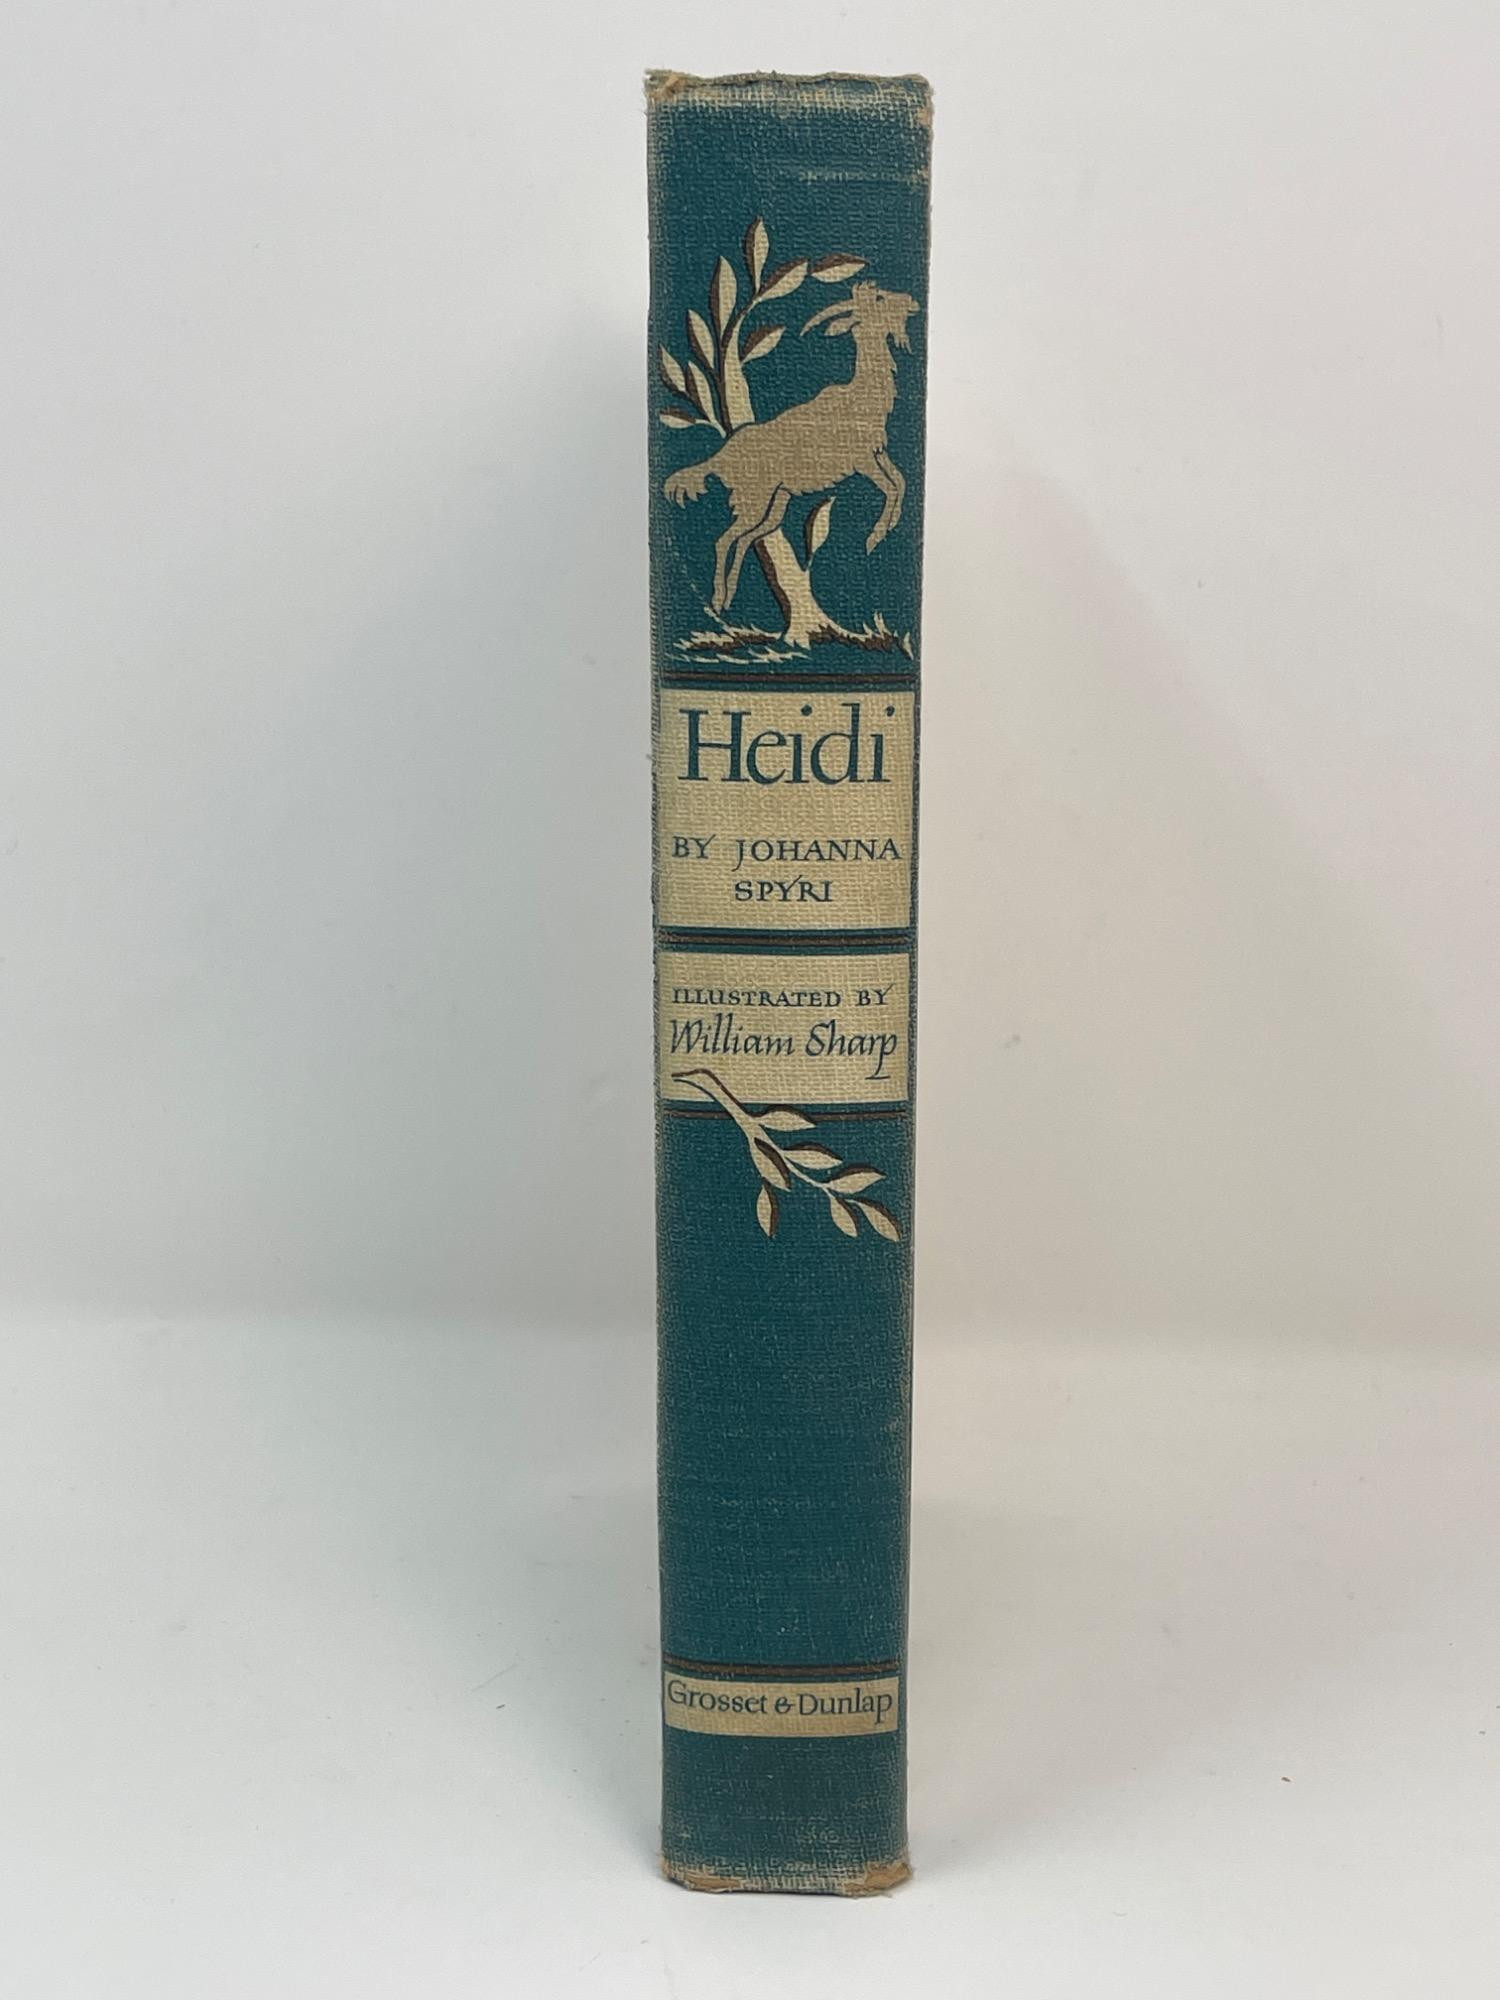 Heidi
BY JOHANNA
SPYRI
ILLUSTRATED BY
William Sharp
Grosset & Dunlap